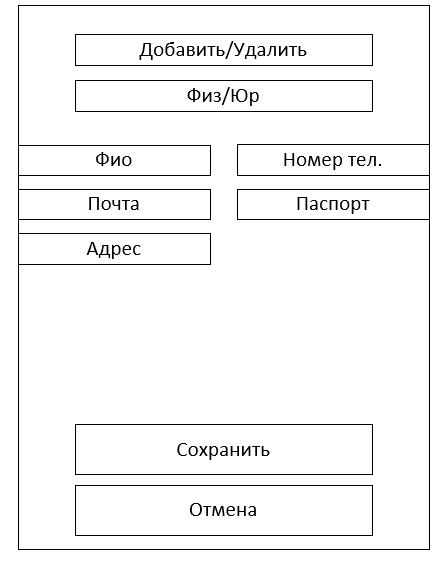 Добавить/Удалить
Физ/Юр
Фио
Номер тел.
Почта
Паспорт
Адрес
Сохранить
Отмена